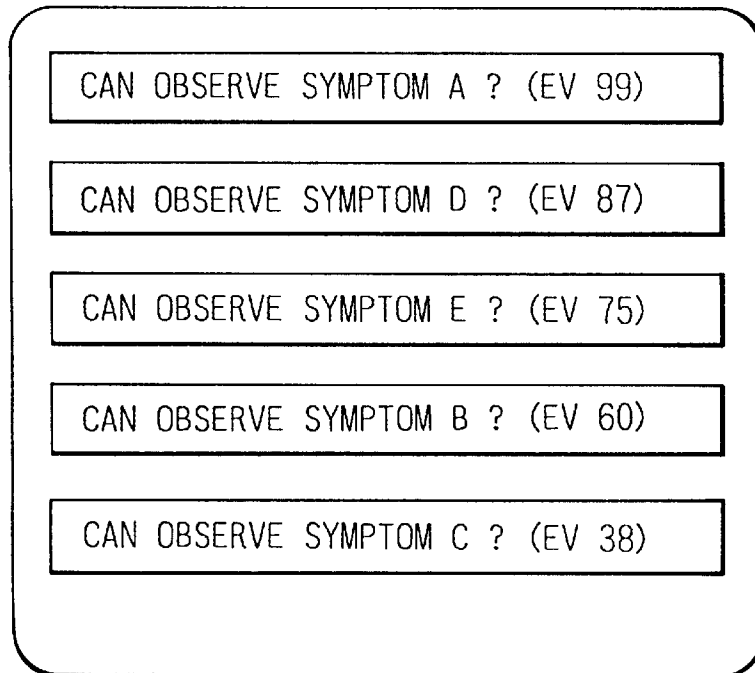 CAN OBSERVE SYMPTOM A ? (EV 99)
CAN OBSERVE SYMPTOM D ? (EV 87)
CAN OBSERVE SYMPTOM E ? (EV 75)
CAN OBSERVE SYMPTOM B ? (EV 60)
CAN OBSERVE SYMPTOM C ? (EV 38)